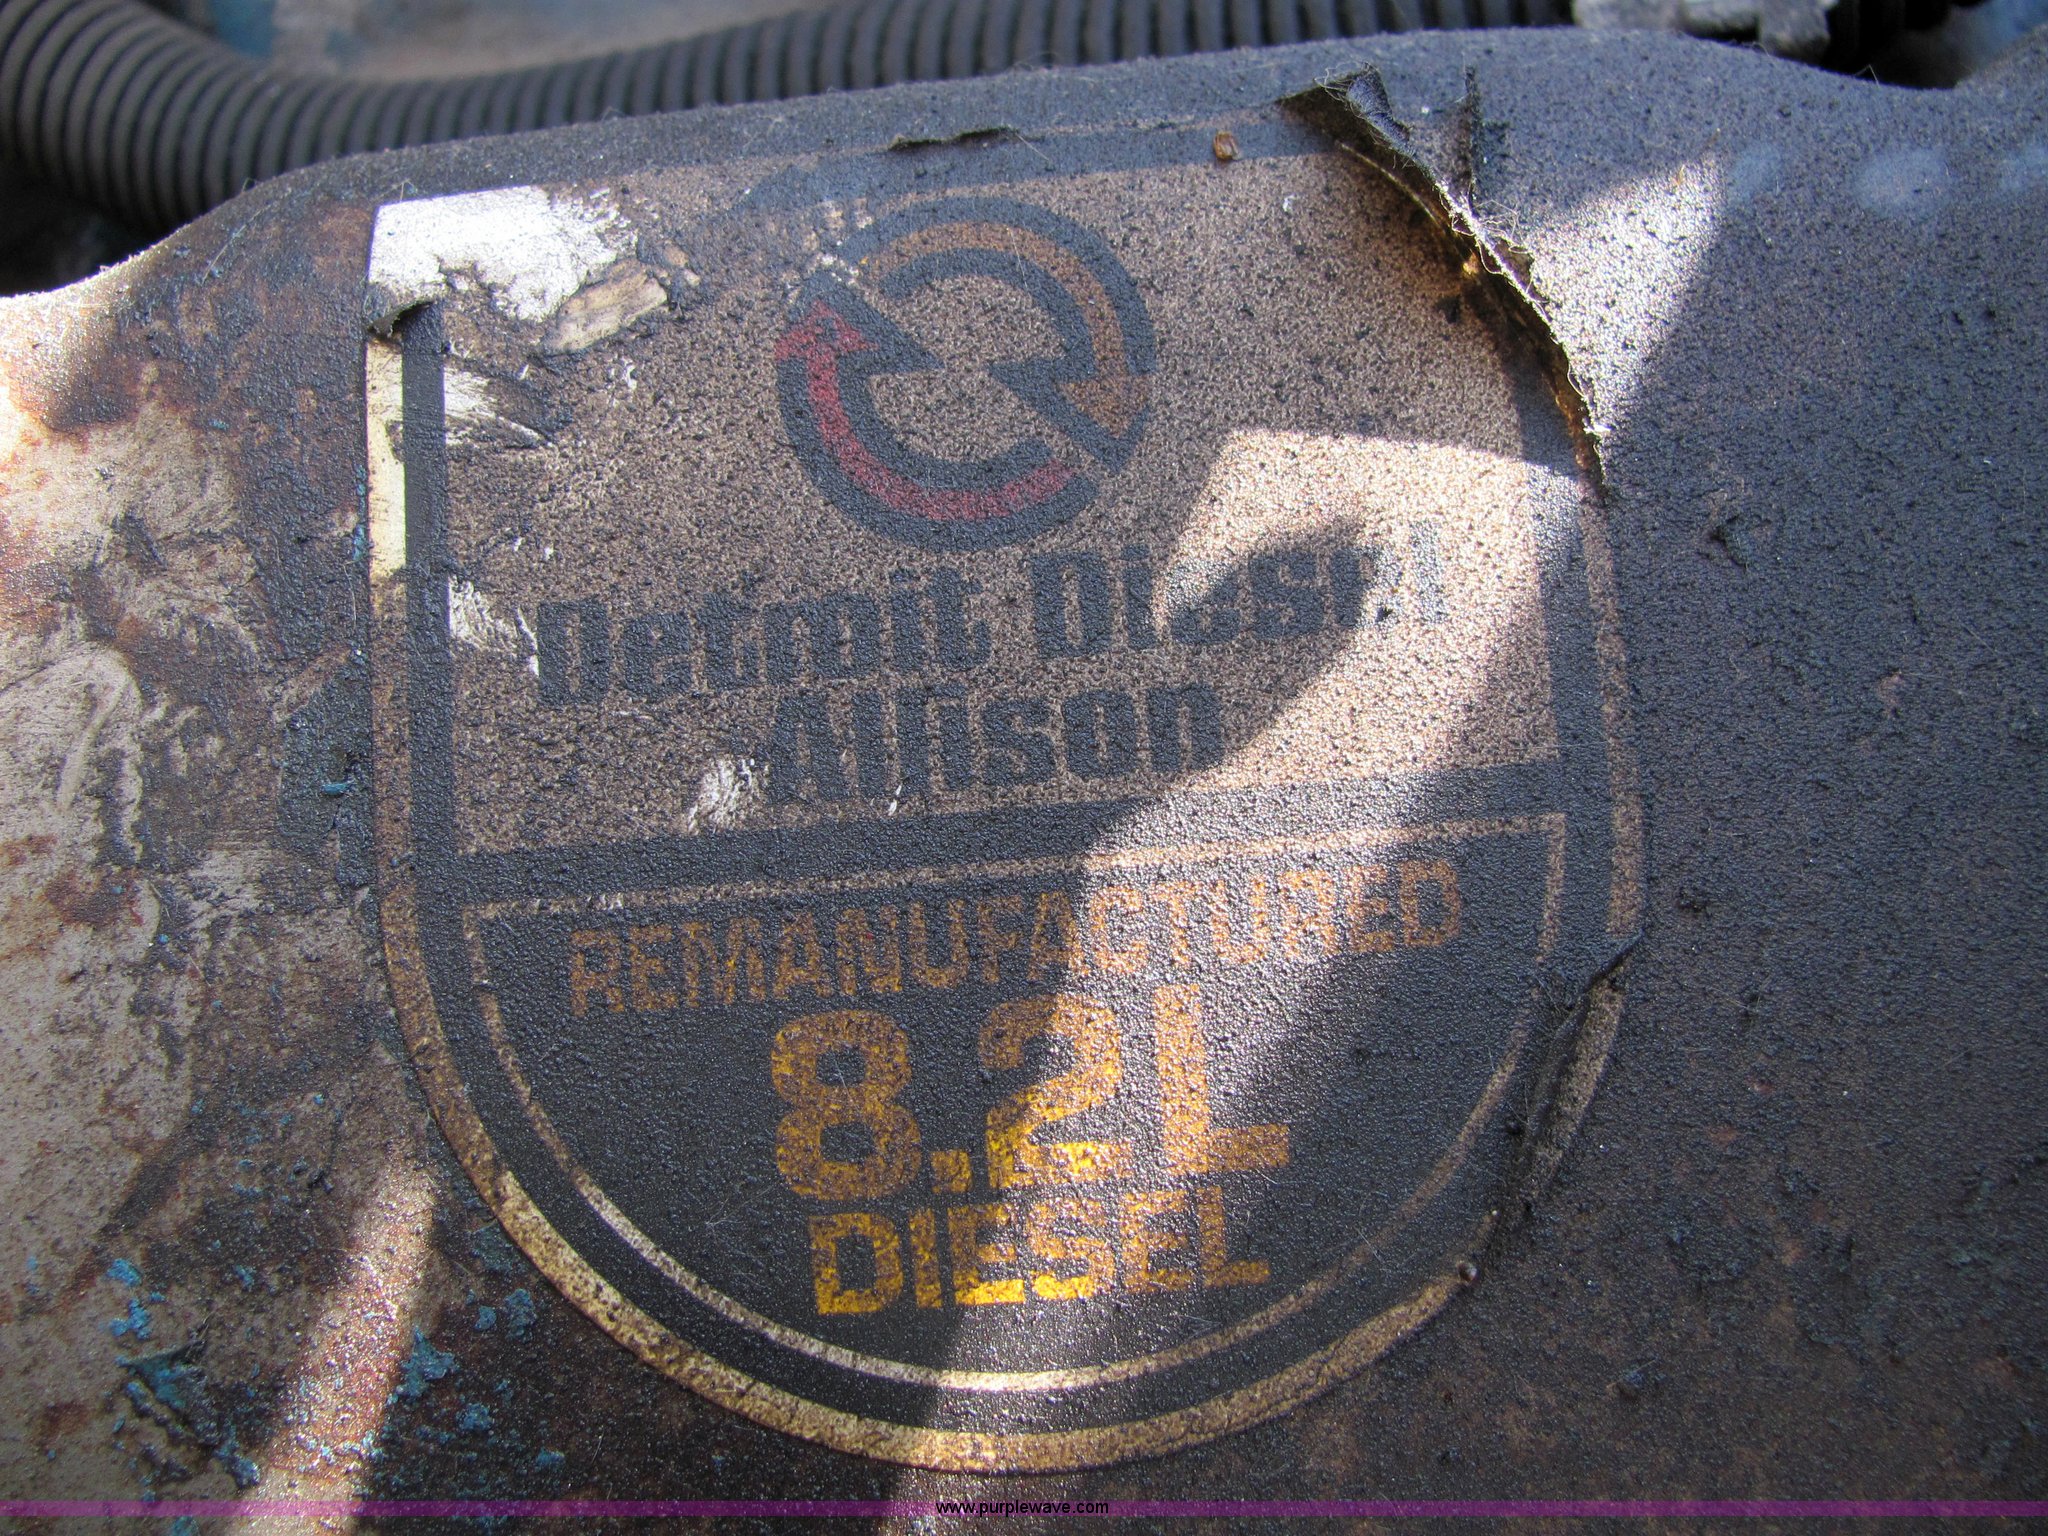 Detroit Diesel
Allison
REMANUFACTURED
8.2L
DIESEL
www.purplewave.com